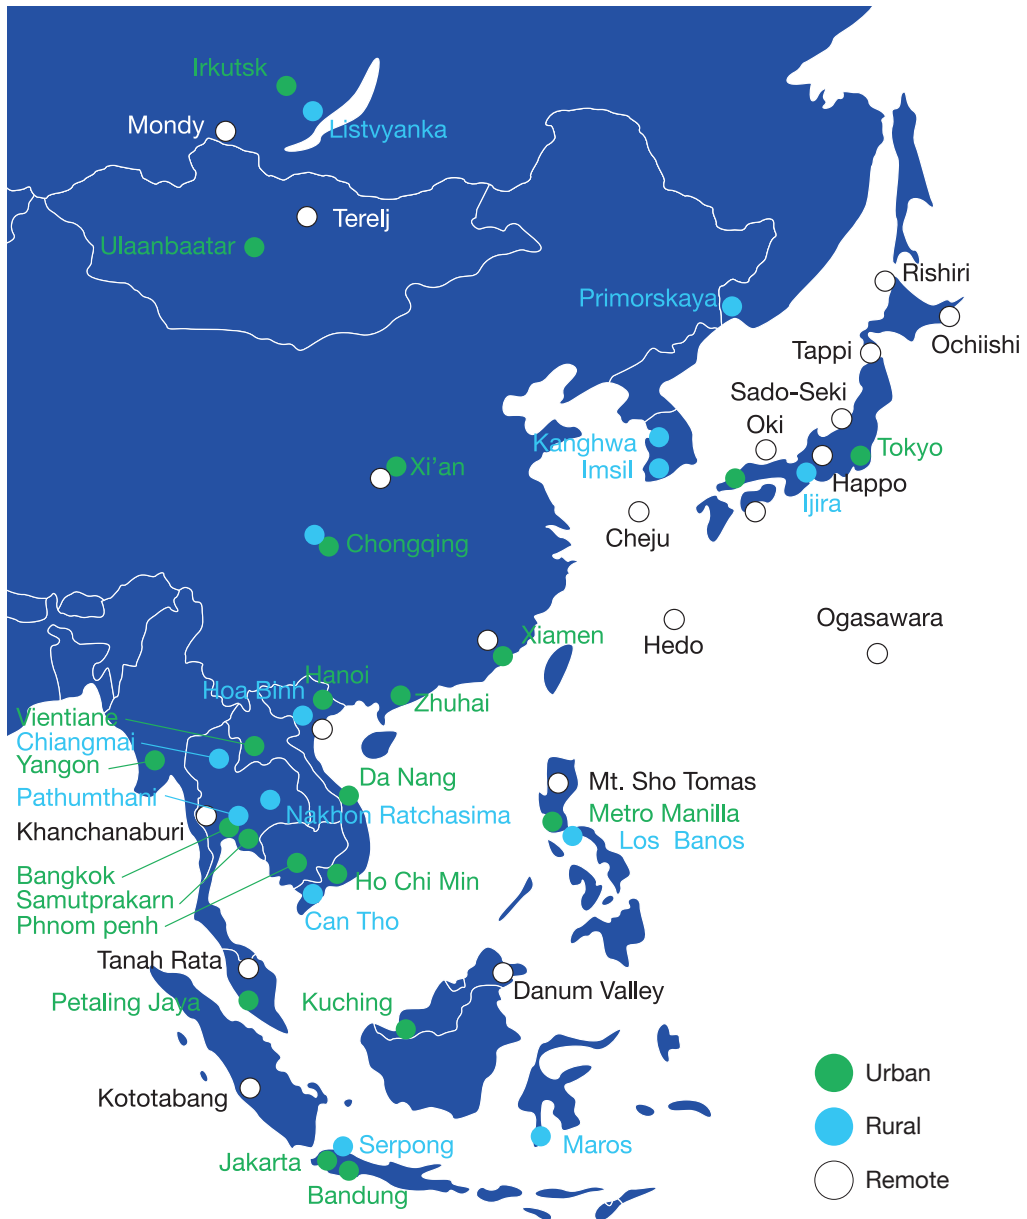 Irkutsk
Mondy
Listvyanka
Terelj
Ulaanbaatar
Rishiri
Primorskaya
Ochiishi
Tappi
Sado-Seki
Oki
Kanghwa
Tokyo
Xi'an
Imsil
Happo
Ijira
Cheju
Chongqing
Ogasawara
Xiamen
Hedo
Hanoi
Hoa Binh
Zhuhai
Vientiane
Chiangmai
Yangon
Da Nang
Mt. Sho Tomas
Pathumthani
Nakhon Ratchasima
Metro Manilla
Khanchanaburi
Los Banos
Bangkok
Ho Chi Min
Samutprakarn
Phnom penh
Can Tho
Tanah Rata
Danum Valley
Petaling Jaya
Kuching
Urban
Kototabang
Rural
Serpong
Maros
Jakarta
Remote
Bandung